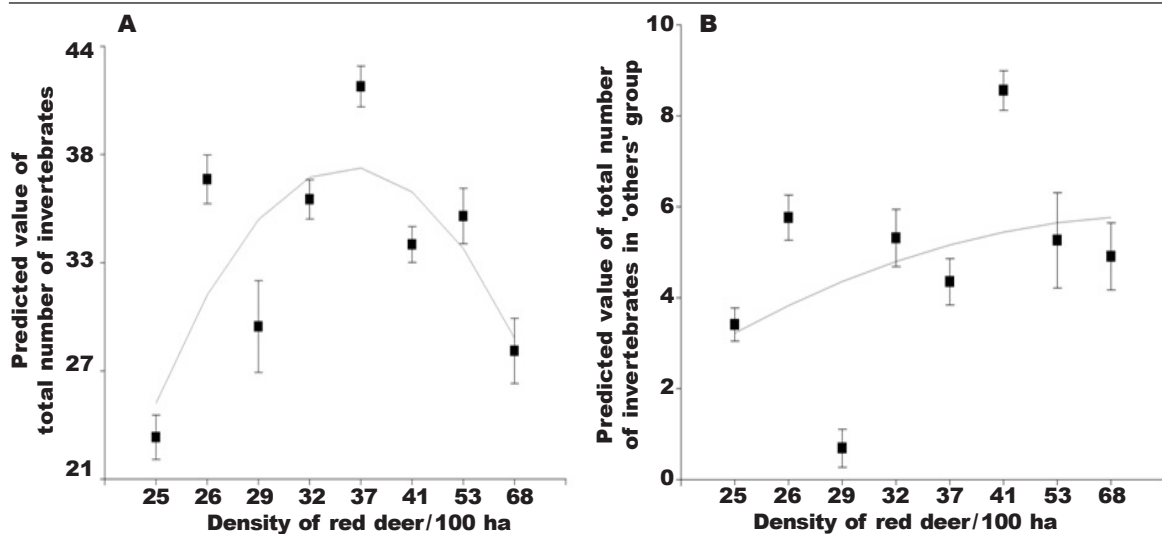 A
Predicted value of
total number of invertebrates
44
38
33
27
21
25 26 29 32 37 41 53 68
Density of red deer/100 ha
B
Predicted value of total number
of invertebrates in 'others' group
10
8
6
4
2
0
25 26 29 32 37 41 53 68
Density of red deer/100 ha